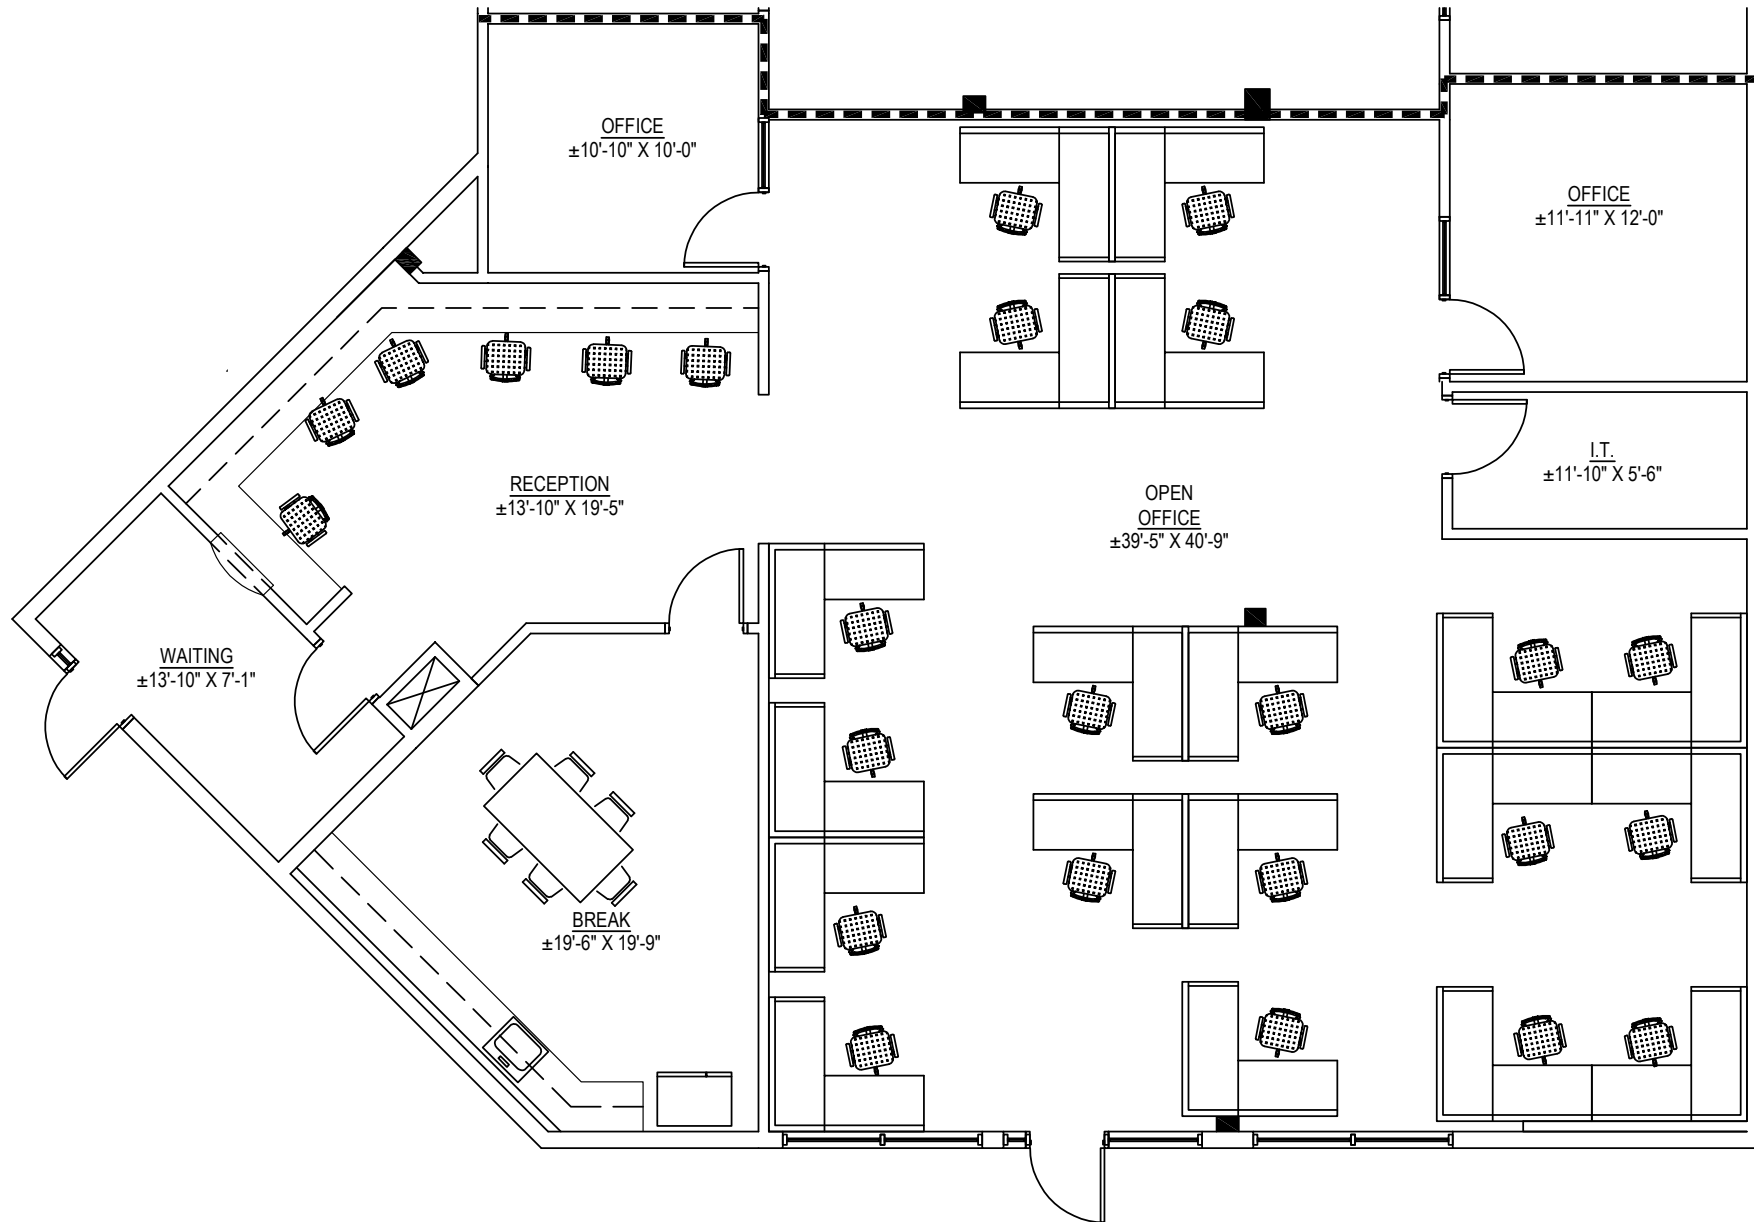 OFFICE
±10'-10" X 10'-0"
OFFICE
±11'-11" X 12'-0"
I.T.
±11'-10" X 5'-6"
RECEPTION
±13'-10" X 19'-5"
OPEN
OFFICE
±39'-5" X 40'-9"
WAITING
±13'-10" X 7'-1"
BREAK
±19'-6" X 19'-9"